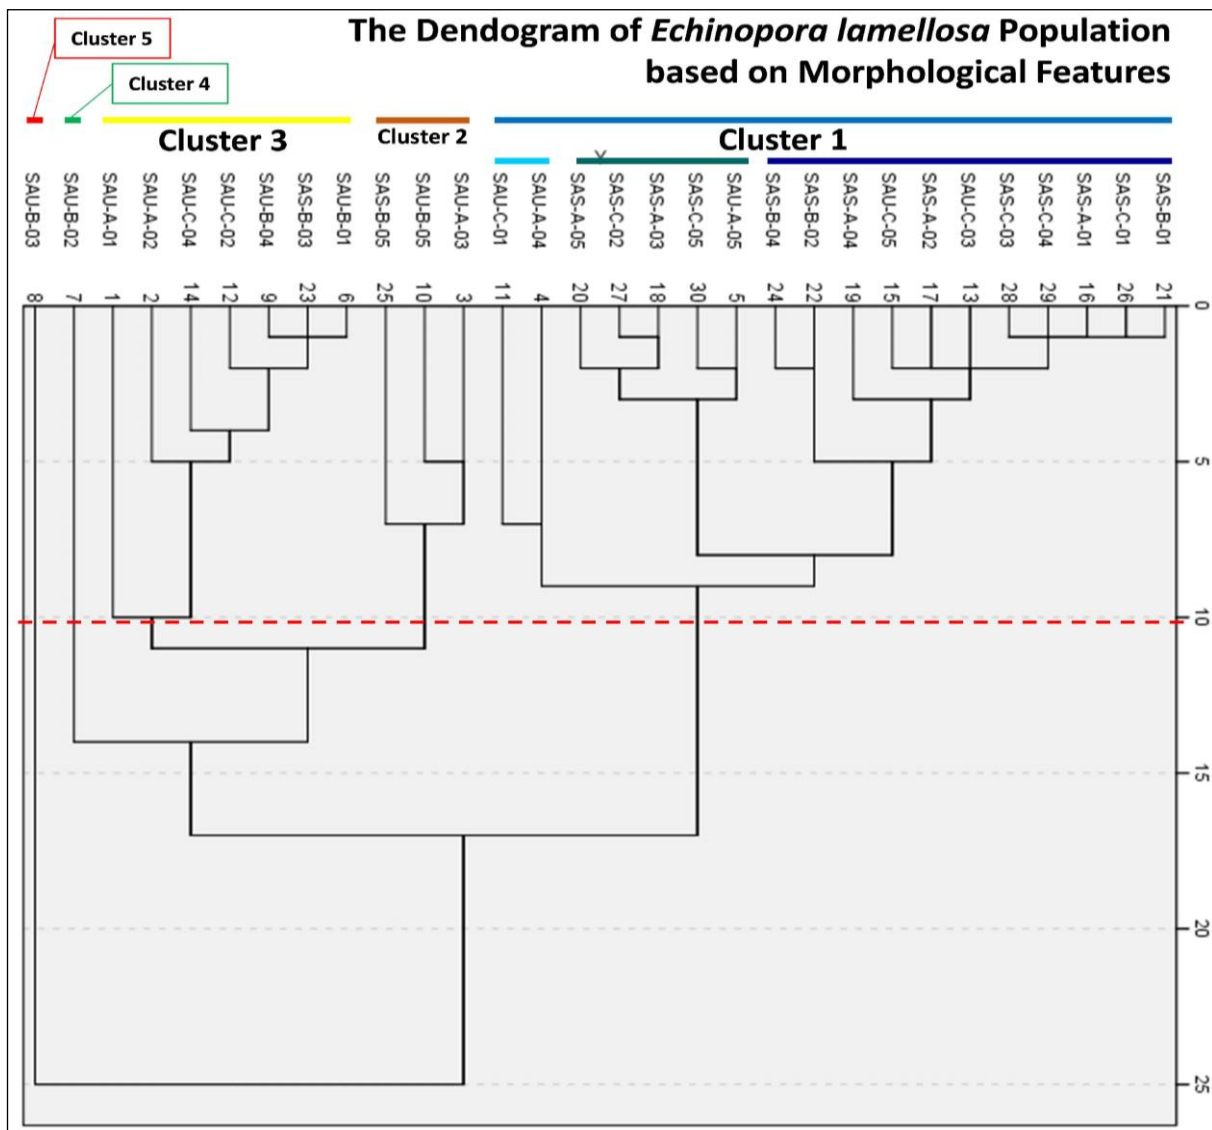 The Dendogram of Echinopora lamellosa Population
based on Morphological Features
Cluster 5
Cluster 4
Cluster 3
Cluster 2
Cluster 1
SAU-B-03
SAU-B-02
SAU-A-01
SAU-A-02
SAU-C-04
SAU-C-02
SAU-B-04
SAS-B-03
SAU-B-01
SAS-B-05
SAU-B-05
SAU-A-03
SAU-C-01
SAU-A-04
SAS-A-05
SAS-C-02
SAS-A-03
SAS-C-05
SAU-A-05
SAS-B-04
SAS-B-02
SAS-A-04
SAU-C-05
SAS-A-02
SAU-C-03
SAS-C-03
SAS-C-04
SAS-A-01
SAS-C-01
SAS-B-01
8
7
1
2
14
12
9
23
6
25
10
3
11
4
20
27
18
30
5
24
22
19
15
17
13
28
29
16
26
21
0
5
10
15
20
25